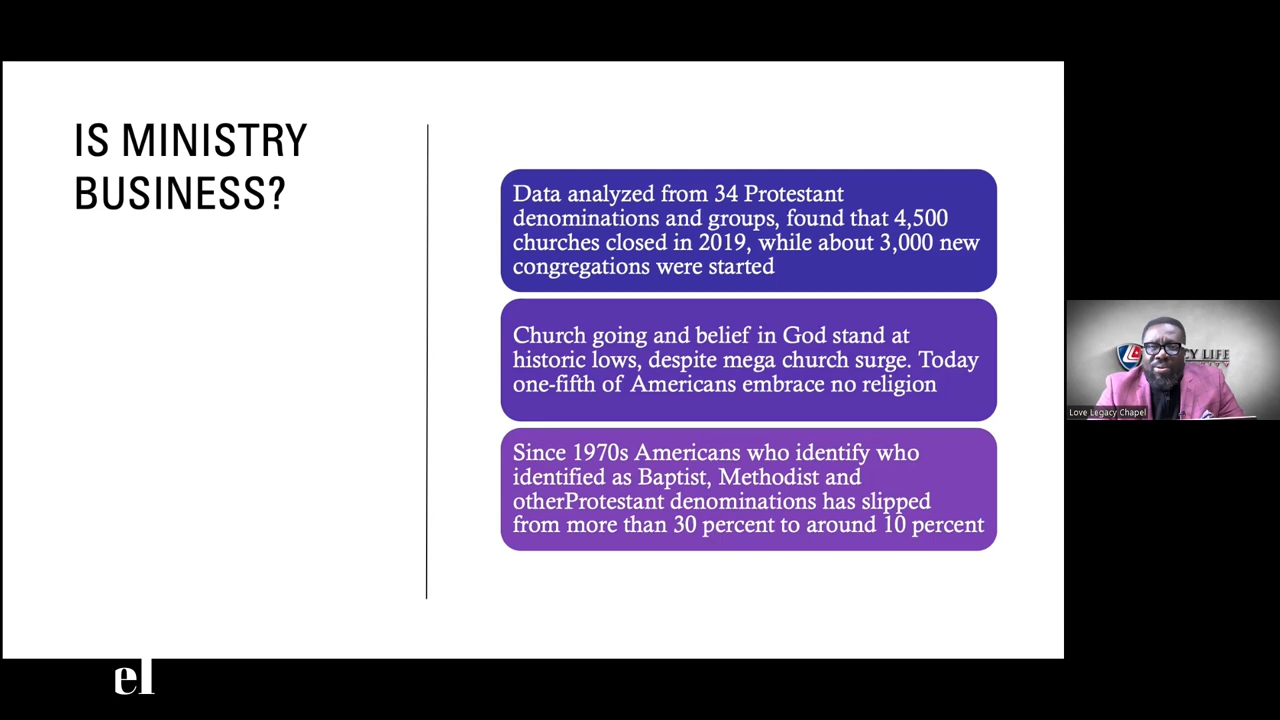 IS MINISTRY
BUSINESS?
Data analyzed from 34 Protestant
denominations and groups, found that 4,500
churches closed in 2019, while about 3,000 new
congregations were started
Church going and belief in God stand at
historic lows, despite mega church surge. Today
one-fifth of Americans embrace no religion
Since 1970s Americans who identify who
identified as Baptist, Methodist and
otherProtestant denominations has slipped
from more than 30 percent to around 10 percent
CY LIFE
Love Legacy Chapel
el